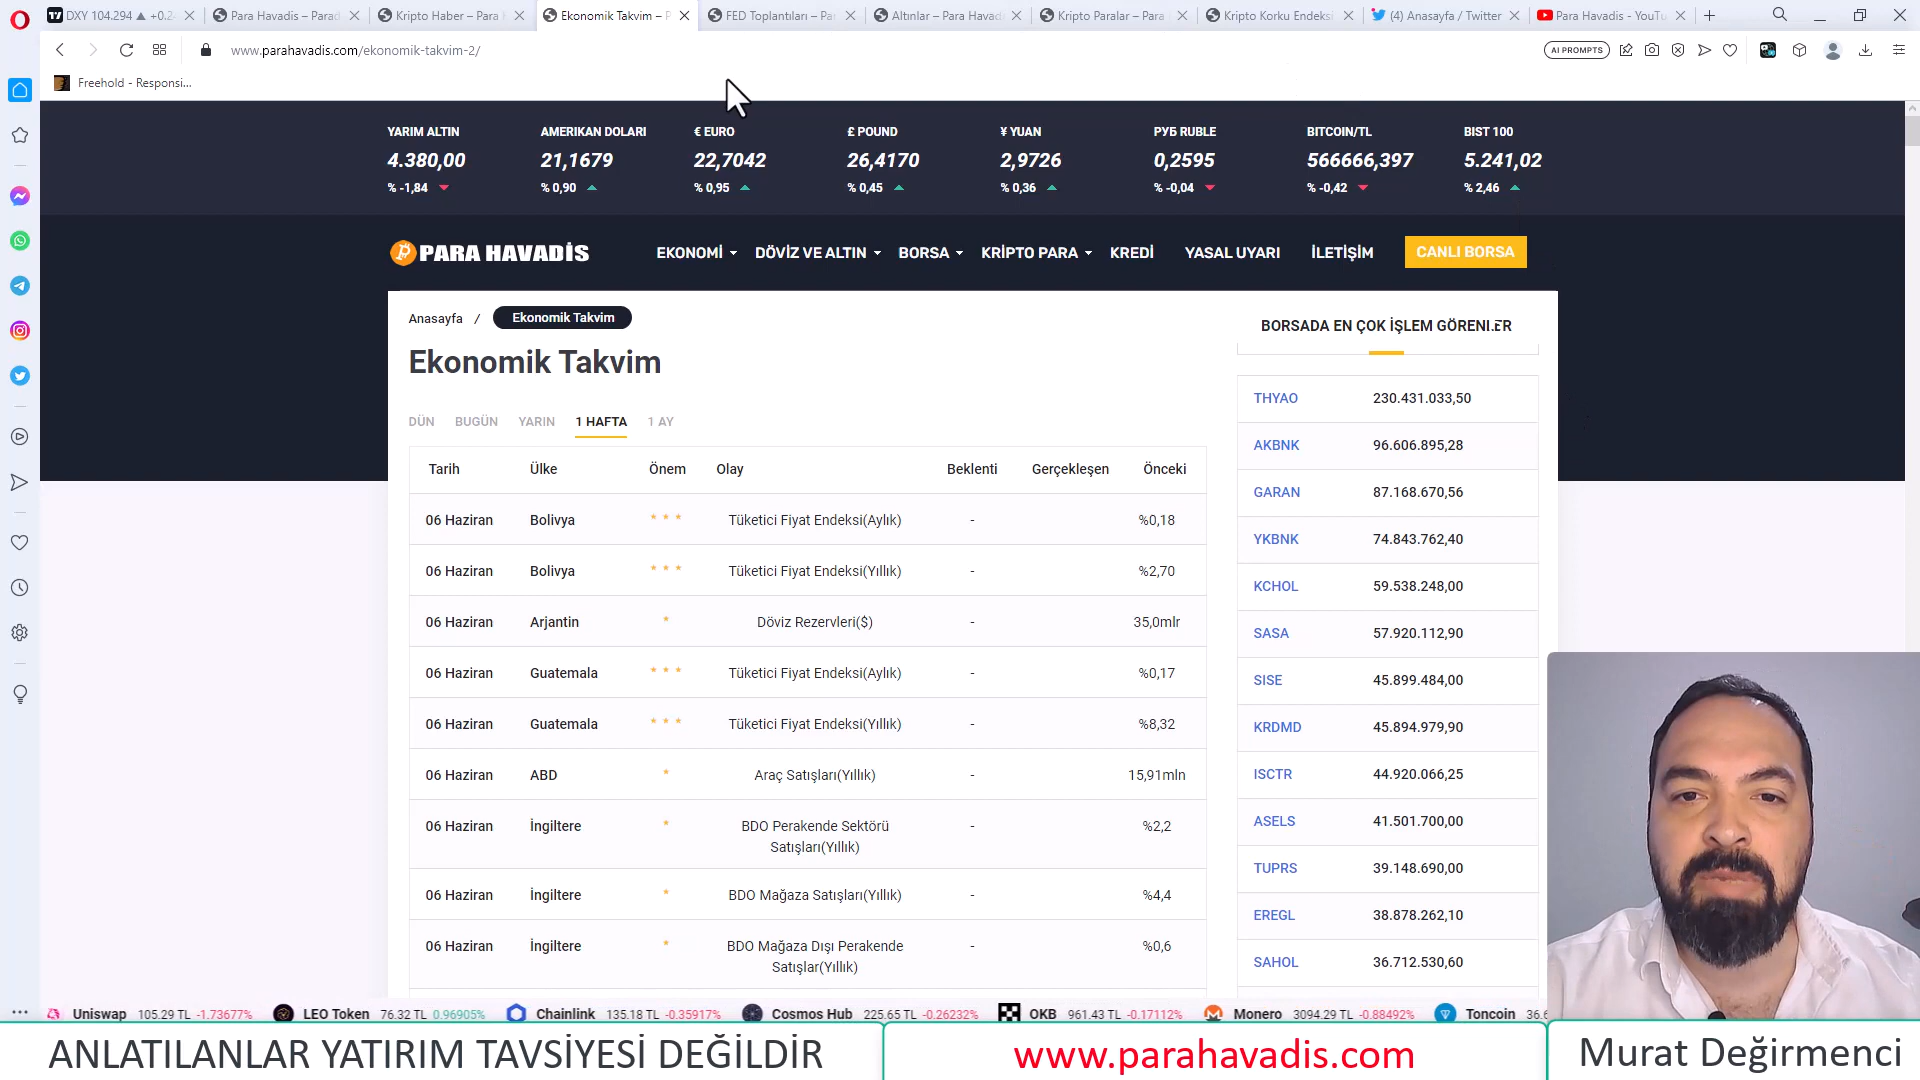 DXY 104.294 ▲ +0.2
Para Havadis – Parad
Kripto Haber – Para H
Ekonomik Takvim – P
FED Toplantıları – Par
Altınlar – Para Havadi
Kripto Paralar – Para
Kripto Korku Endeksi
(4) Anasayfa / Twitter
Para Havadis - YouTu
www.parahavadis.com/ekonomik-takvim-2/
AI PROMPTS
Freehold - Responsi...
YARIM ALTIN AMERIKAN DOLARI € EURO £ POUND ¥ YUAN РУБ RUBLE BITCOIN/TL BIST 100
4.380,00 21,1679 22,7042 26,4170 2,9726 0,2595 566666,397 5.241,02
% -1,84 % 0,90 % 0,95 % 0,45 % 0,36 % -0,04 % -0,42 % 2,46
PARA HAVADİS EKONOMİ DÖVİZ VE ALTIN BORSA KRİPTO PARA KREDİ YASAL UYARI İLETİŞİM CANLI BORSA
Anasayfa / Ekonomik Takvim
Ekonomik Takvim
DÜN BUGÜN YARIN 1 HAFTA 1 AY
Tarih Ülke Önem Olay Beklenti Gerçekleşen Önceki
06 Haziran Bolivya * * * Tüketici Fiyat Endeksi(Aylık) - %0,18
06 Haziran Bolivya * * * Tüketici Fiyat Endeksi(Yıllık) - %2,70
06 Haziran Arjantin * Döviz Rezervleri($) - 35,0mlr
06 Haziran Guatemala * * * Tüketici Fiyat Endeksi(Aylık) - %0,17
06 Haziran Guatemala * * * Tüketici Fiyat Endeksi(Yıllık) - %8,32
06 Haziran ABD * Araç Satışları(Yıllık) - 15,91mln
06 Haziran İngiltere * BDO Perakende Sektörü - %2,2
Satışları(Yıllık)
06 Haziran İngiltere * BDO Mağaza Satışları(Yıllık) - %4,4
06 Haziran İngiltere * BDO Mağaza Dışı Perakende - %0,6
Satışlar(Yıllık)
BORSADA EN ÇOK İŞLEM GÖRENLER
THYAO 230.431.033,50
AKBNK 96.606.895,28
GARAN 87.168.670,56
YKBNK 74.843.762,40
KCHOL 59.538.248,00
SASA 57.920.112,90
SISE 45.899.484,00
KRDMD 45.894.979,90
ISCTR 44.920.066,25
ASELS 41.501.700,00
TUPRS 39.148.690,00
EREGL 38.878.262,10
SAHOL 36.712.530,60
Uniswap 105.29 TL -1.73677% LEO Token 76.32 TL 0.96905% Chainlink 135.18 TL -0.35917% Cosmos Hub 225.65 TL -0.26232% OKB 961.43 TL -0.17112% Monero 3094.29 TL -0.88492% Toncoin 36.6
ANLATILANLAR YATIRIM TAVSİYESİ DEĞİLDİR
www.parahavadis.com
Murat Değirmenci